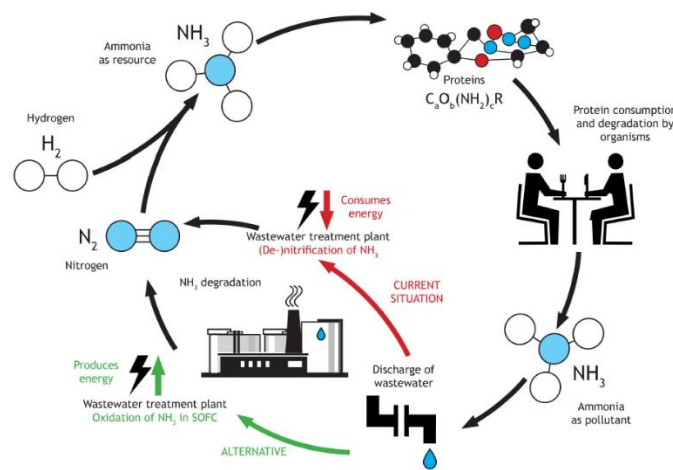 NH₃
Ammonia
as resource
Proteins
CₐOᵦ(NH₂)꜀R
Hydrogen
H₂
Protein consumption
and degradation by
organisms
Consumes
energy
Wastewater treatment plant
(De-)nitrification of NH₃
N₂
Nitrogen
NH₃ degradation
CURRENT
SITUATION
Produces
energy
Wastewater treatment plant
Oxidation of NH₃ in SOFC
ALTERNATIVE
Discharge of
wastewater
NH₃
Ammonia
as pollutant